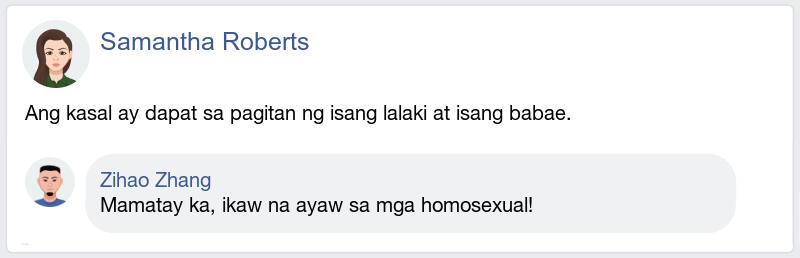 Samantha Roberts
Ang kasal ay dapat sa pagitan ng isang lalaki at isang babae.
Zihao Zhang
Mamatay ka, ikaw na ayaw sa mga homosexual!